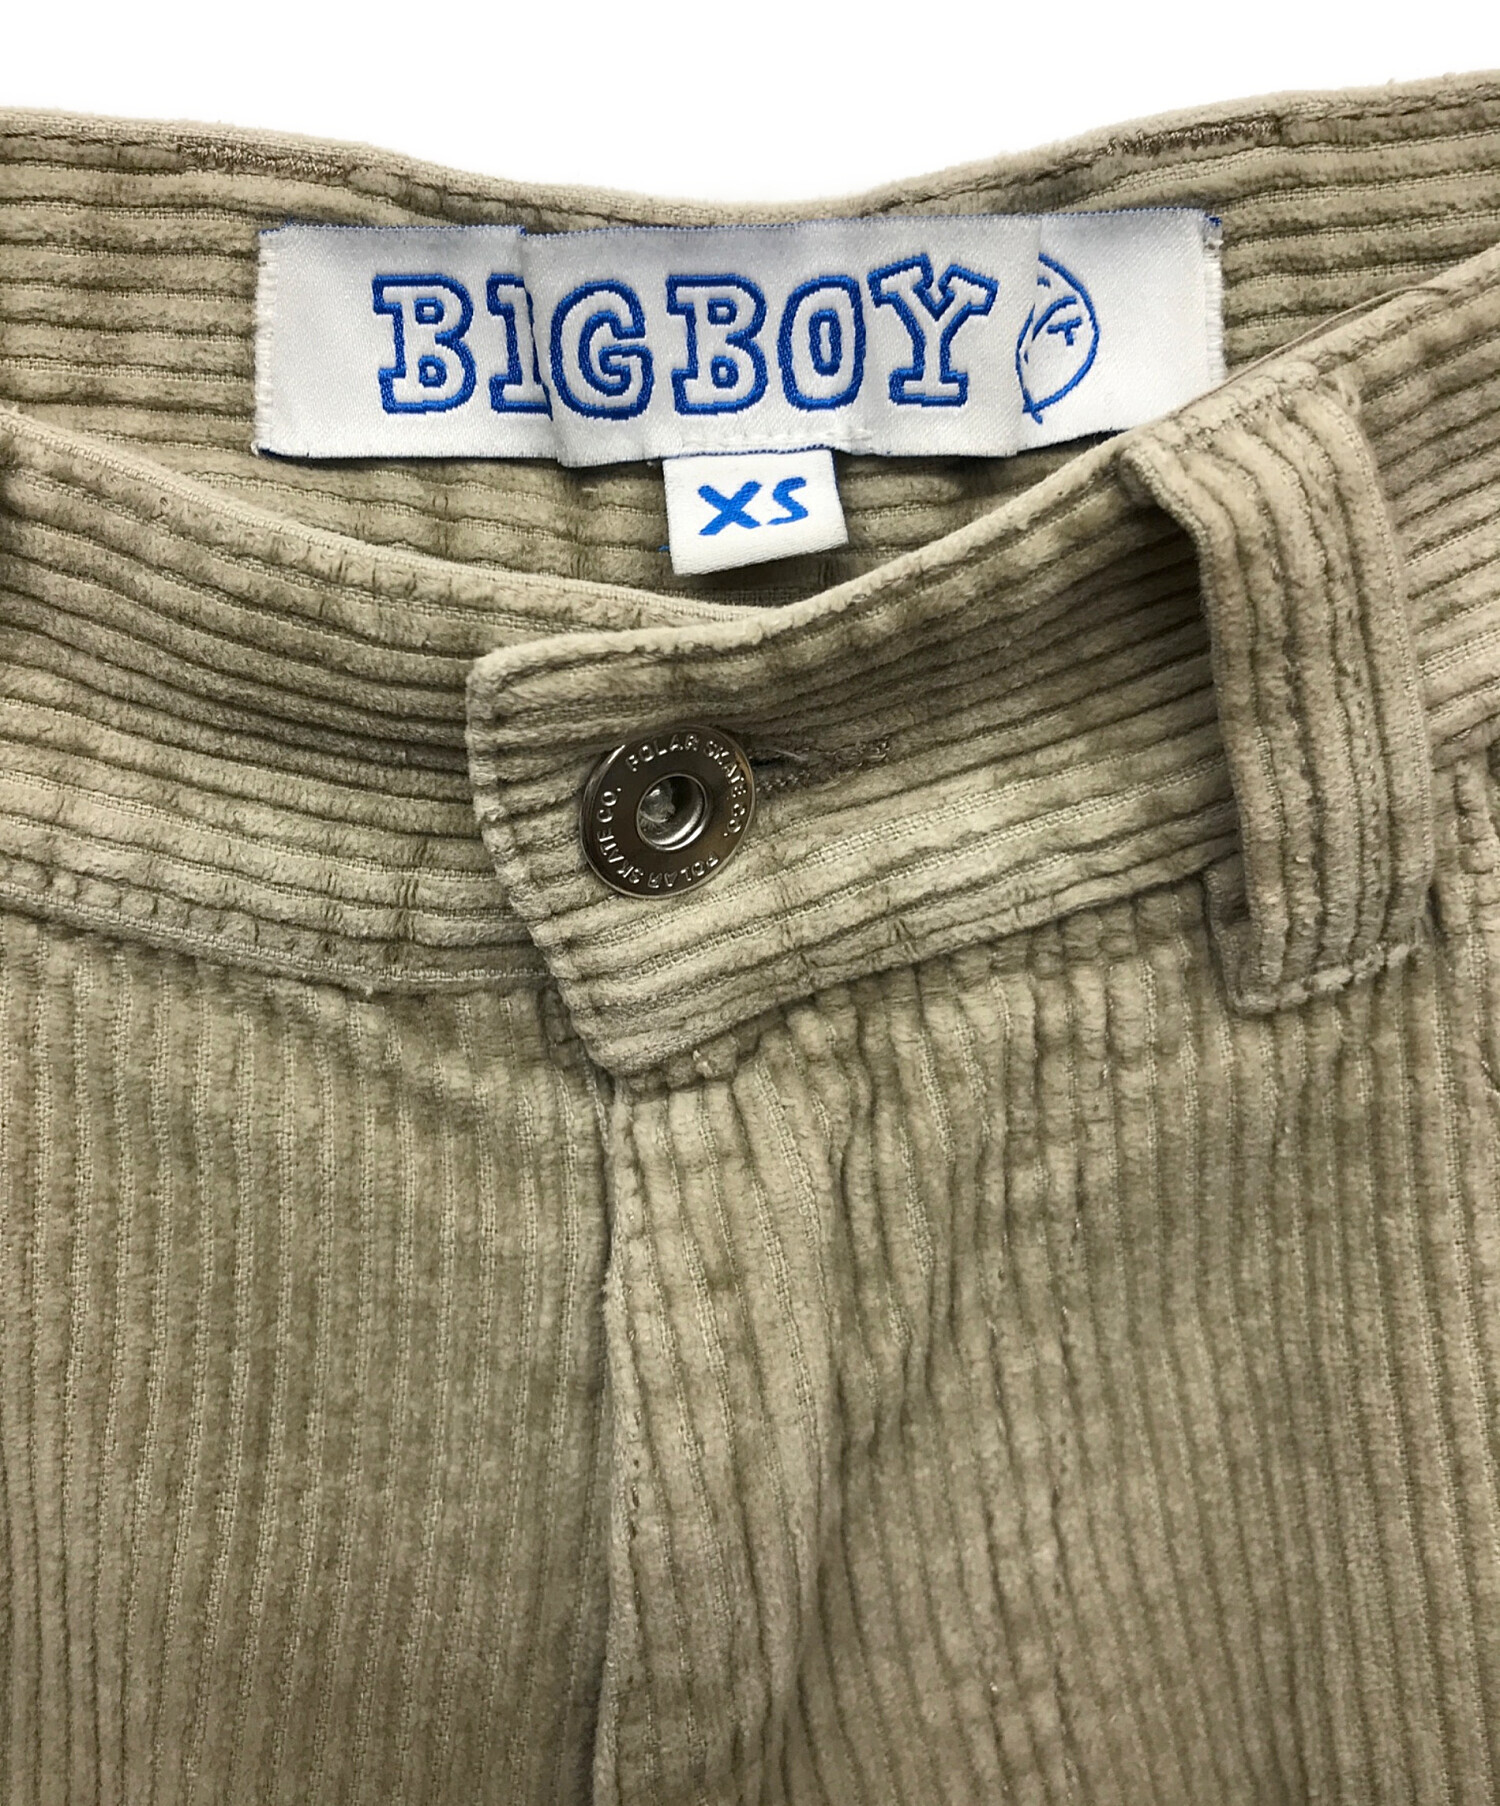 BIGBOY
XS
POLAR SKATE CO. POLAR SKATE CO.